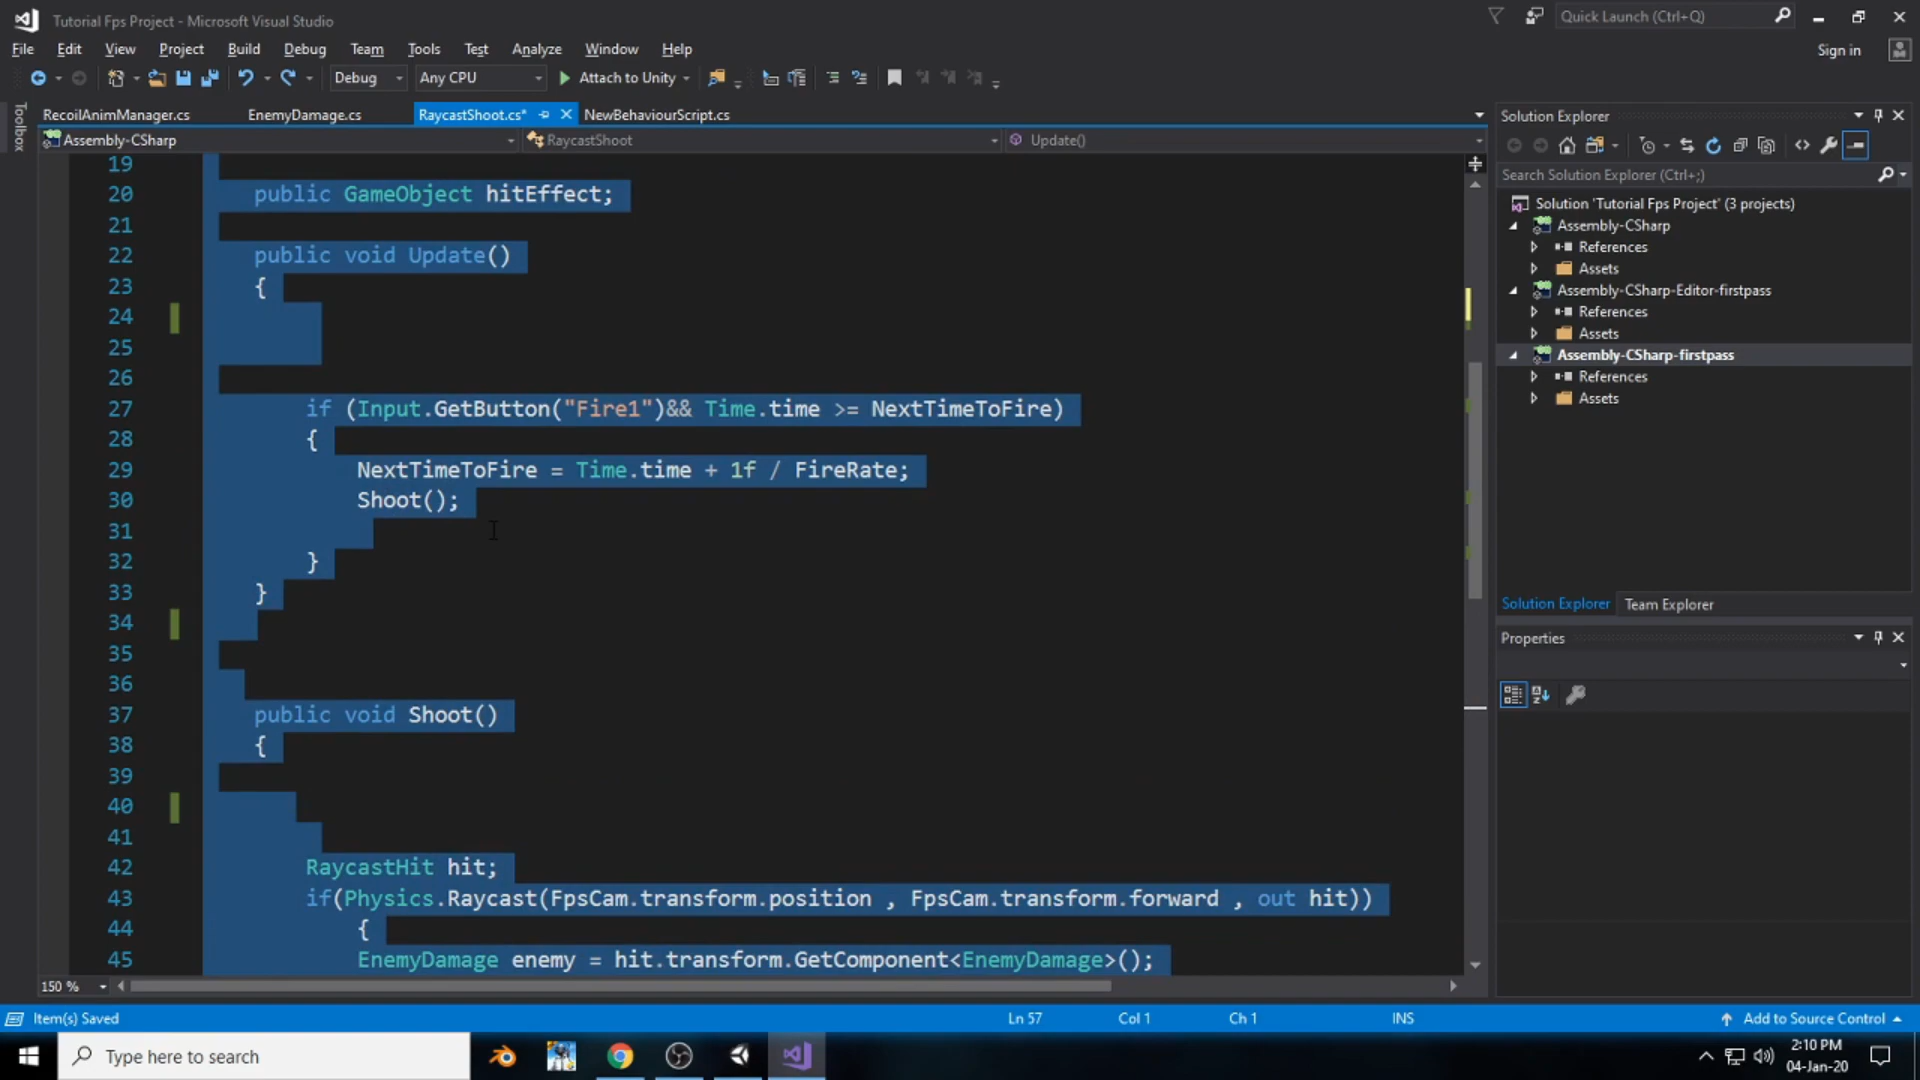 Tutorial Fps Project - Microsoft Visual Studio
Quick Launch (Ctrl+Q)
File Edit View Project Build Debug Team Tools Test Analyze Window Help
Sign in
Debug Any CPU Attach to Unity
Toolbox
RecoilAnimManager.cs EnemyDamage.cs RaycastShoot.cs* NewBehaviourScript.cs
Assembly-CSharp RaycastShoot Update()
19
20 public GameObject hitEffect;
21
22 public void Update()
23 {
24
25
26
27 if (Input.GetButton("Fire1")&& Time.time >= NextTimeToFire)
28 {
29 NextTimeToFire = Time.time + 1f / FireRate;
30 Shoot();
31
32 }
33 }
34
35
36
37 public void Shoot()
38 {
39
40
41
42 RaycastHit hit;
43 if(Physics.Raycast(FpsCam.transform.position , FpsCam.transform.forward , out hit))
44 {
45 EnemyDamage enemy = hit.transform.GetComponent<EnemyDamage>();
150 %
Solution Explorer
Search Solution Explorer (Ctrl+;)
Solution 'Tutorial Fps Project' (3 projects)
Assembly-CSharp
References
Assets
Assembly-CSharp-Editor-firstpass
References
Assets
Assembly-CSharp-firstpass
References
Assets
Solution Explorer Team Explorer
Properties
Item(s) Saved Ln 57 Col 1 Ch 1 INS Add to Source Control
Type here to search
2:10 PM
04-Jan-20